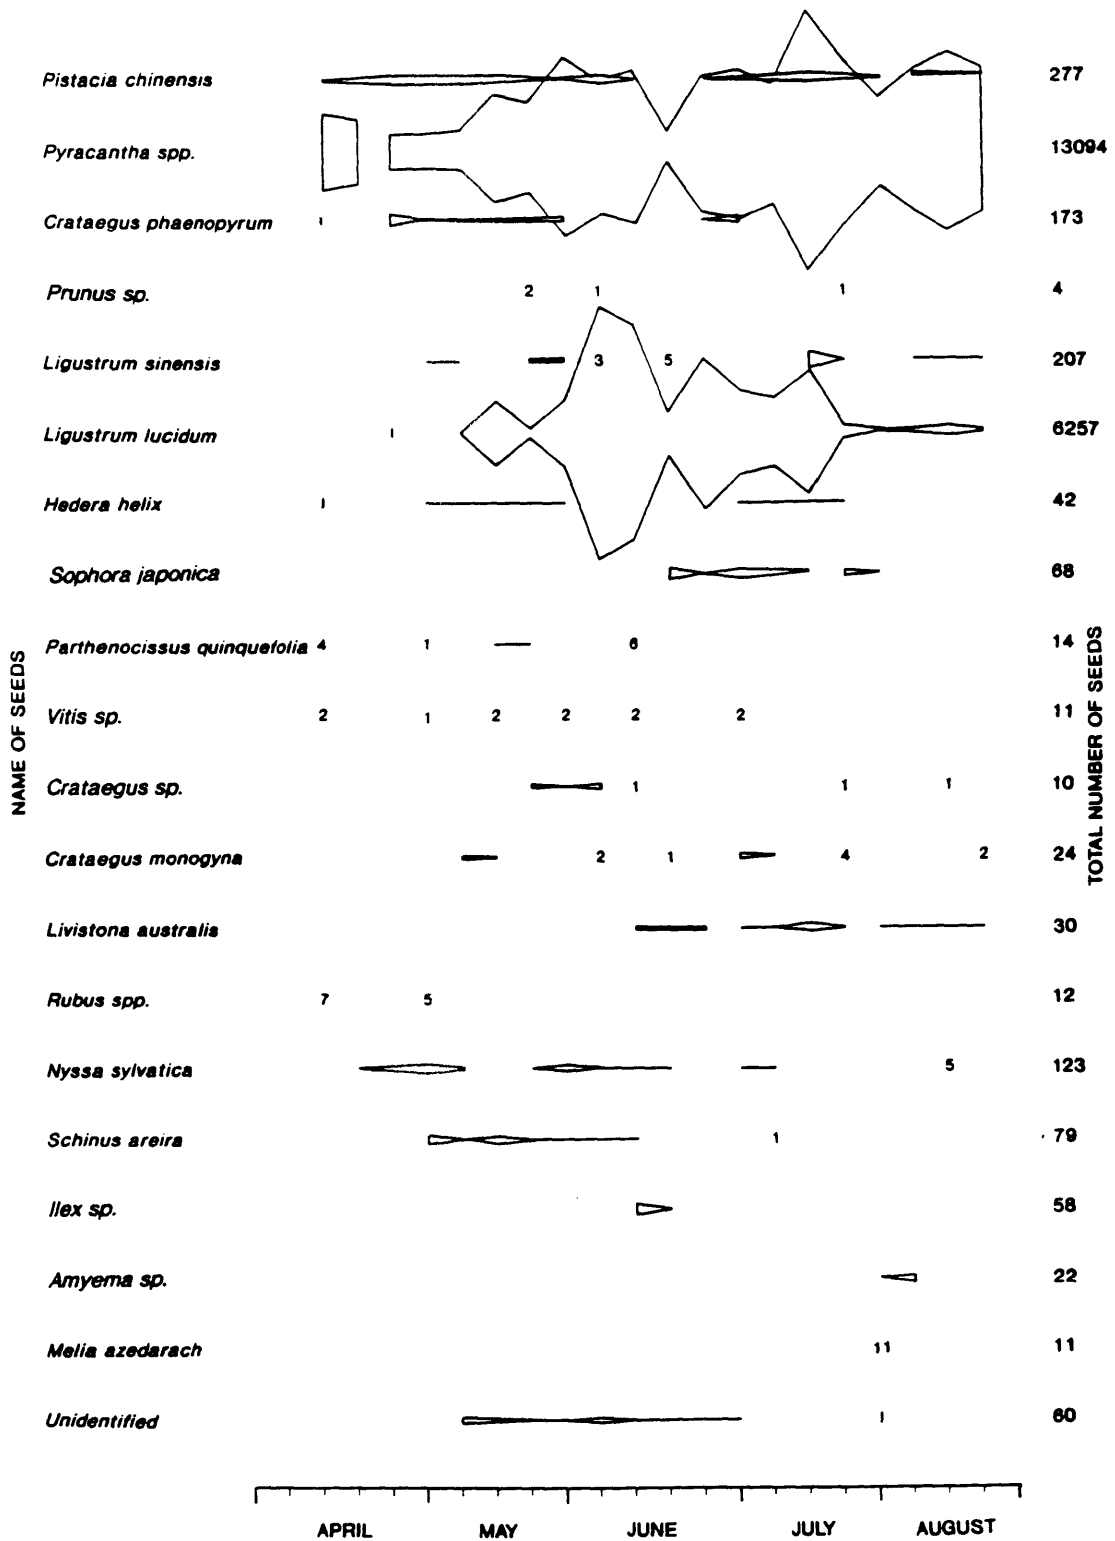 Pistacia chinensis 277
Pyracantha spp. 13094
Crataegus phaenopyrum 1 173
Prunus sp. 2 1 1 4
Ligustrum sinensis 3 5 207
Ligustrum lucidum 1 6257
Hedera helix 1 42
Sophora japonica 68
Parthenocissus quinquefolia 4 1 6 14
Vitis sp. 2 1 2 2 2 2 11
Crataegus sp. 1 1 1 10
Crataegus monogyna 2 1 4 2 24
Livistona australis 30
Rubus spp. 7 5 12
Nyssa sylvatica 5 123
Schinus areira 1 79
Ilex sp. 58
Amyema sp. 22
Melia azedarach 11 11
Unidentified 1 60
NAME OF SEEDS
TOTAL NUMBER OF SEEDS
APRIL MAY JUNE JULY AUGUST